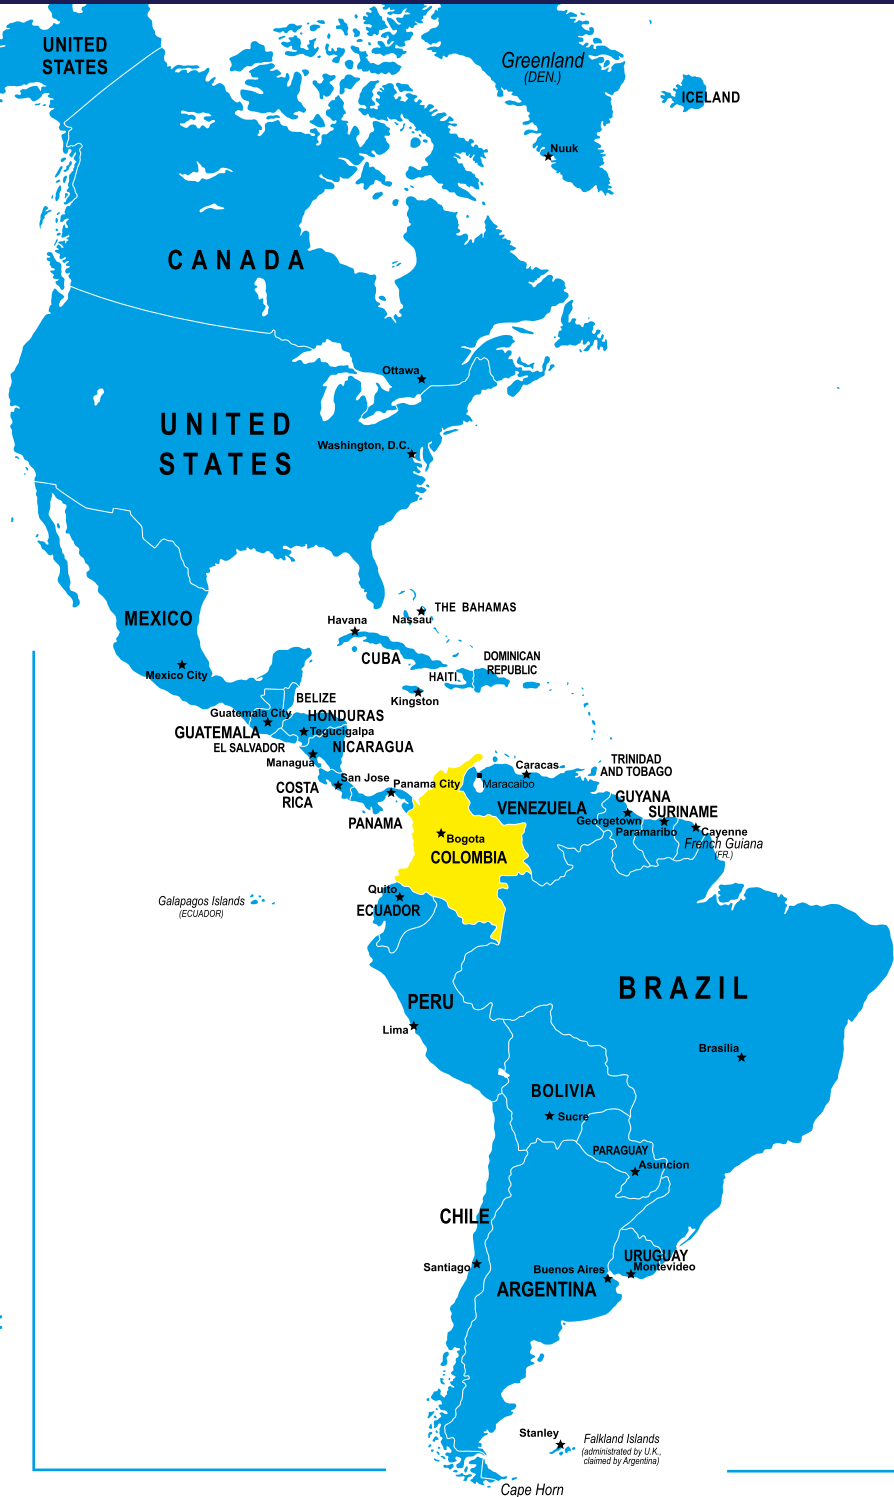 UNITED
STATES
Greenland
(DEN.)
ICELAND
Nuuk
CANADA
Ottawa
UNITED
STATES
Washington, D.C.
MEXICO
Mexico City
Havana
Nassau
THE BAHAMAS
CUBA
HAITI
DOMINICAN
REPUBLIC
Kingston
BELIZE
Guatemala City
HONDURAS
GUATEMALA
Tegucigalpa
EL SALVADOR
NICARAGUA
Managua
COSTA
RICA
San Jose
Panama City
PANAMA
Caracas
Maracaibo
TRINIDAD
AND TOBAGO
VENEZUELA
GUYANA
Georgetown
SURINAME
Paramaribo
Cayenne
French Guiana
(FR.)
Bogota
COLOMBIA
Galapagos Islands
(ECUADOR)
Quito
ECUADOR
PERU
Lima
BRAZIL
Brasilia
BOLIVIA
Sucre
PARAGUAY
Asuncion
CHILE
Santiago
URUGUAY
Montevideo
Buenos Aires
ARGENTINA
Stanley
Falkland Islands
(administrated by U.K.,
claimed by Argentina)
Cape Horn